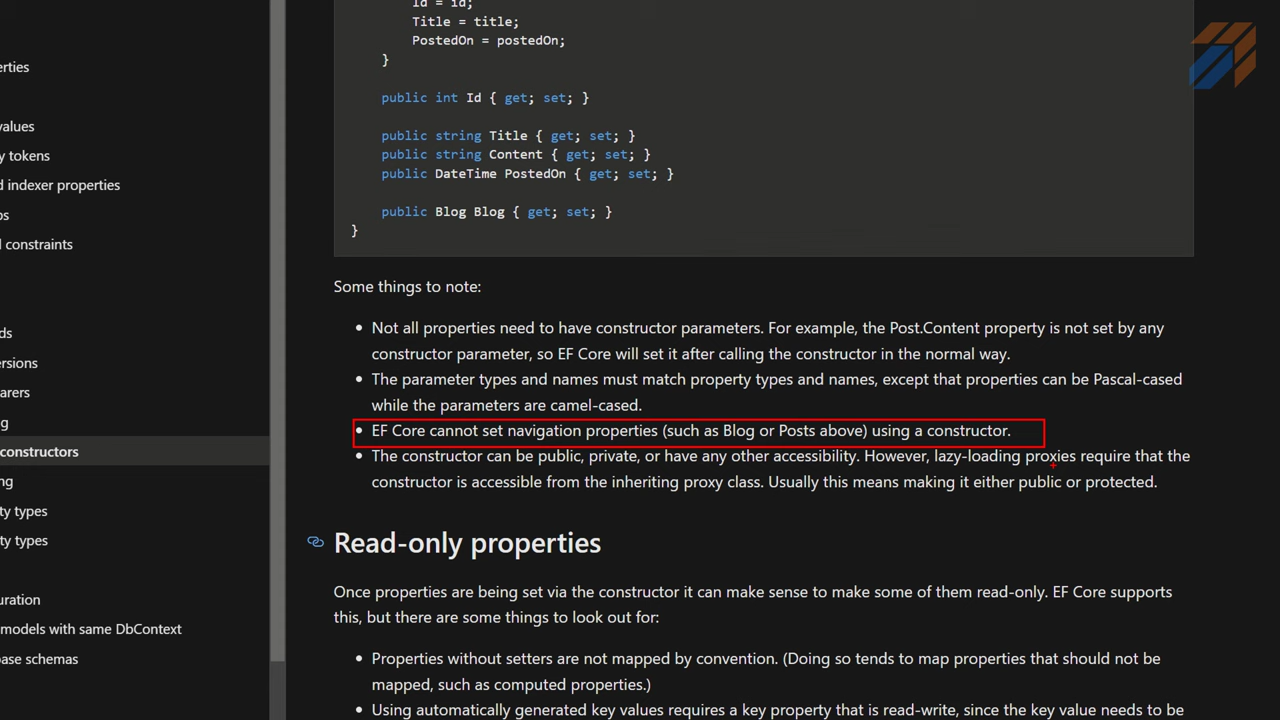 Id = id;
Title = title;
PostedOn = postedOn;
}
public int Id { get; set; }
public string Title { get; set; }
public string Content { get; set; }
public DateTime PostedOn { get; set; }
public Blog Blog { get; set; }
}
Some things to note:
Not all properties need to have constructor parameters. For example, the Post.Content property is not set by any
constructor parameter, so EF Core will set it after calling the constructor in the normal way.
The parameter types and names must match property types and names, except that properties can be Pascal-cased
while the parameters are camel-cased.
EF Core cannot set navigation properties (such as Blog or Posts above) using a constructor.
The constructor can be public, private, or have any other accessibility. However, lazy-loading proxies require that the
constructor is accessible from the inheriting proxy class. Usually this means making it either public or protected.
Read-only properties
Once properties are being set via the constructor it can make sense to make some of them read-only. EF Core supports
this, but there are some things to look out for:
Properties without setters are not mapped by convention. (Doing so tends to map properties that should not be
mapped, such as computed properties.)
Using automatically generated key values requires a key property that is read-write, since the key value needs to be
erties
values
y tokens
d indexer properties
ps
l constraints
ds
ersions
arers
g
constructors
ng
ty types
ty types
uration
models with same DbContext
base schemas